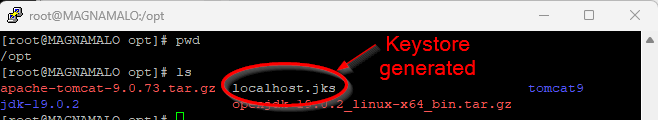 root@MAGNAMALO:/opt
[root@MAGNAMALO opt]# pwd
/opt
[root@MAGNAMALO opt]# ls
apache-tomcat-9.0.73.tar.gz localhost.jks tomcat9
jdk-19.0.2 openjdk-19.0.2_linux-x64_bin.tar.gz
[root@MAGNAMALO opt]#
Keystore
generated